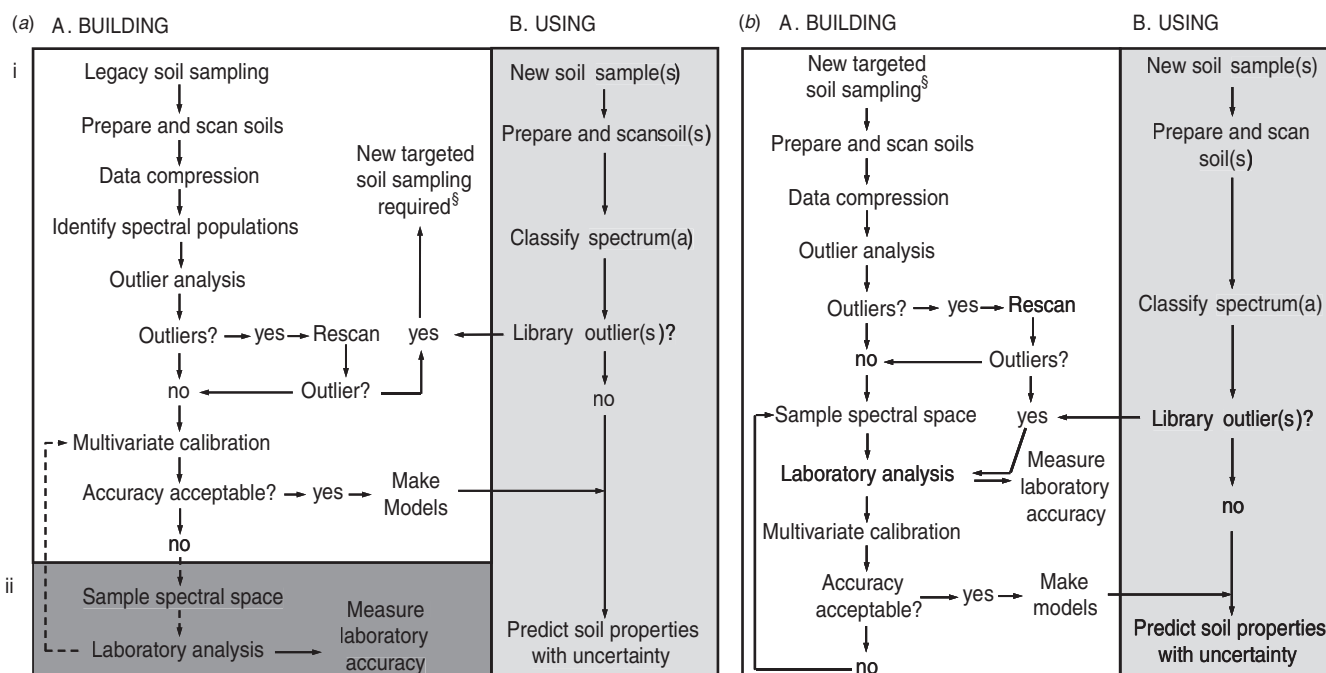 (a) A. BUILDING
B. USING
i
Legacy soil sampling
Prepare and scan soils
Data compression
Identify spectral populations
Outlier analysis
Outliers?
yes
Rescan
Outlier?
no
yes
New targeted
soil sampling
required§
Multivariate calibration
Accuracy acceptable?
yes
Make
Models
no
ii
Sample spectral space
Laboratory analysis
Measure
laboratory
accuracy
New soil sample(s)
Prepare and scansoil(s)
Classify spectrum(a)
Library outlier(s)?
no
Predict soil properties
with uncertainty
(b) A. BUILDING
B. USING
New targeted
soil sampling§
Prepare and scan soils
Data compression
Outlier analysis
Outliers?
yes
Rescan
Outliers?
no
yes
Sample spectral space
Laboratory analysis
Measure
laboratory
accuracy
Multivariate calibration
Accuracy
acceptable?
yes
Make
models
no
New soil sample(s)
Prepare and scan
soil(s)
Classify spectrum(a)
Library outlier(s)?
no
Predict soil properties
with uncertainty